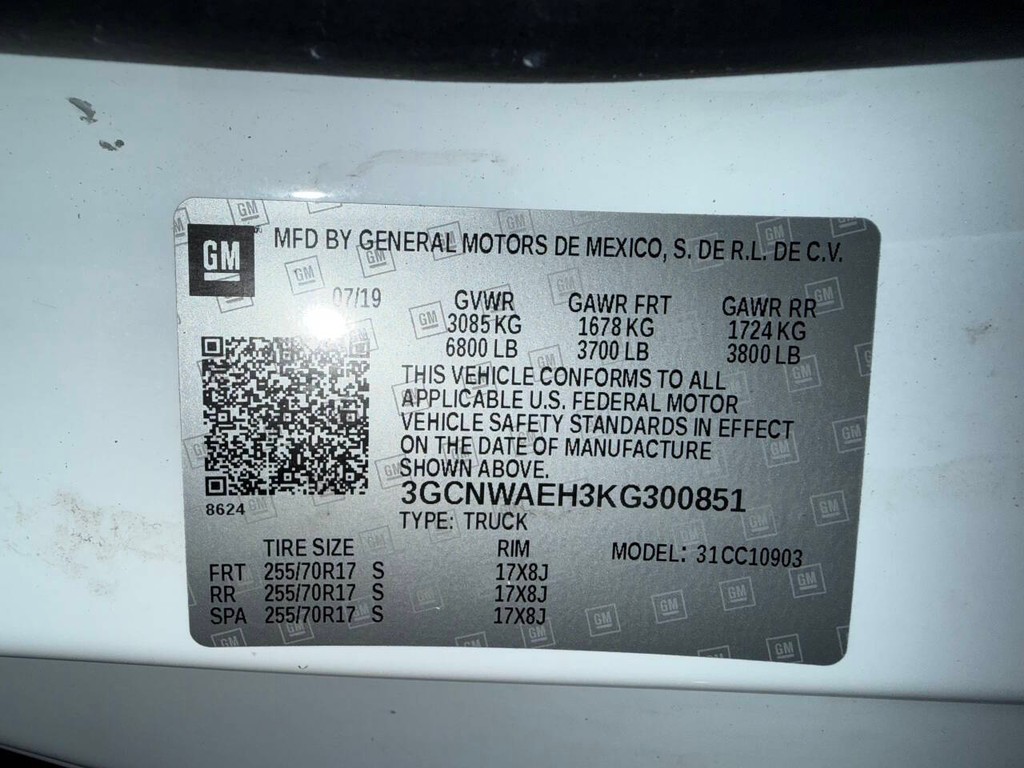 GM MFD BY GENERAL MOTORS DE MEXICO, S. DE R.L. DE C.V.
07/19 GVWR GAWR FRT GAWR RR
3085 KG 1678 KG 1724 KG
6800 LB 3700 LB 3800 LB
THIS VEHICLE CONFORMS TO ALL
APPLICABLE U.S. FEDERAL MOTOR
VEHICLE SAFETY STANDARDS IN EFFECT
ON THE DATE OF MANUFACTURE
SHOWN ABOVE.
3GCNWAEH3KG300851
8624
TYPE: TRUCK
TIRE SIZE RIM MODEL: 31CC10903
FRT 255/70R17 S 17X8J
RR 255/70R17 S 17X8J
SPA 255/70R17 S 17X8J